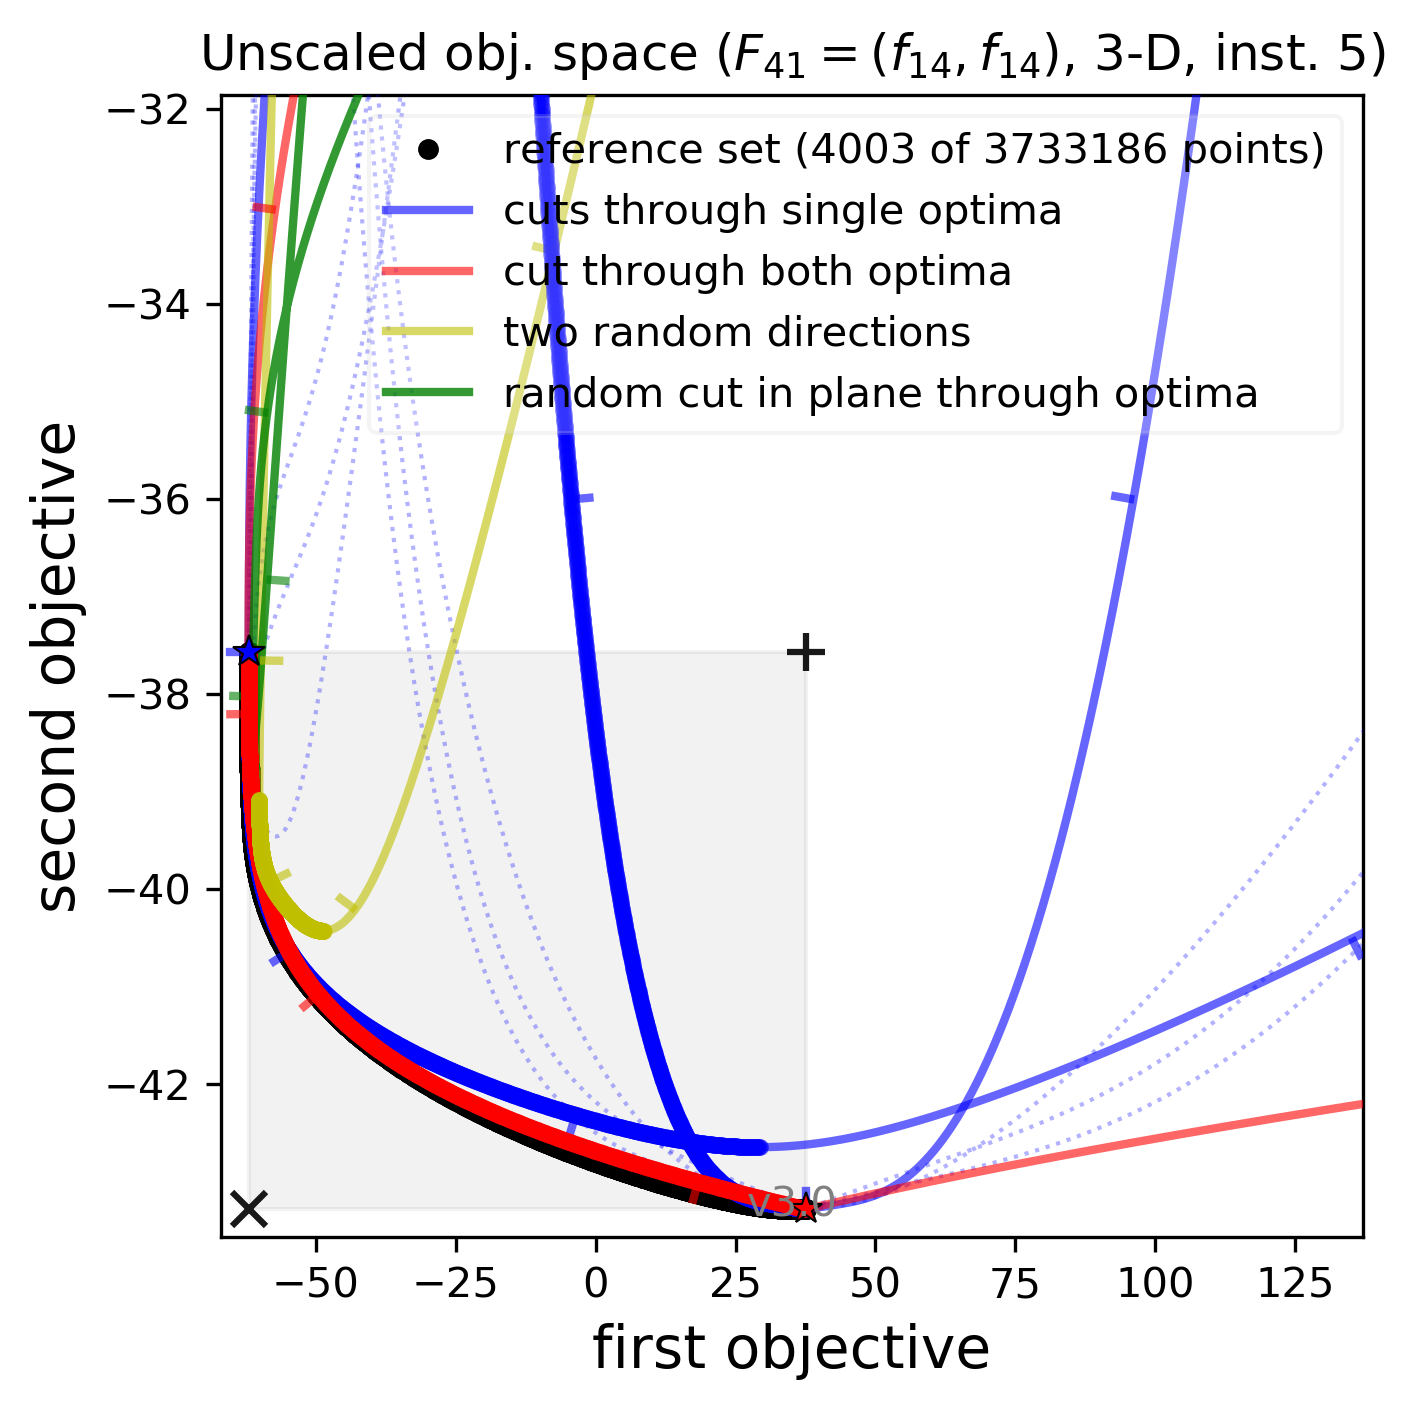 Unscaled obj. space (F₄₁ = (f₁₄, f₁₄), 3-D, inst. 5)
reference set (4003 of 3733186 points)
cuts through single optima
cut through both optima
two random directions
random cut in plane through optima
second objective
−32
−34
−36
−38
−40
−42
v3.0
−50
−25
0
25
50
75
100
125
first objective